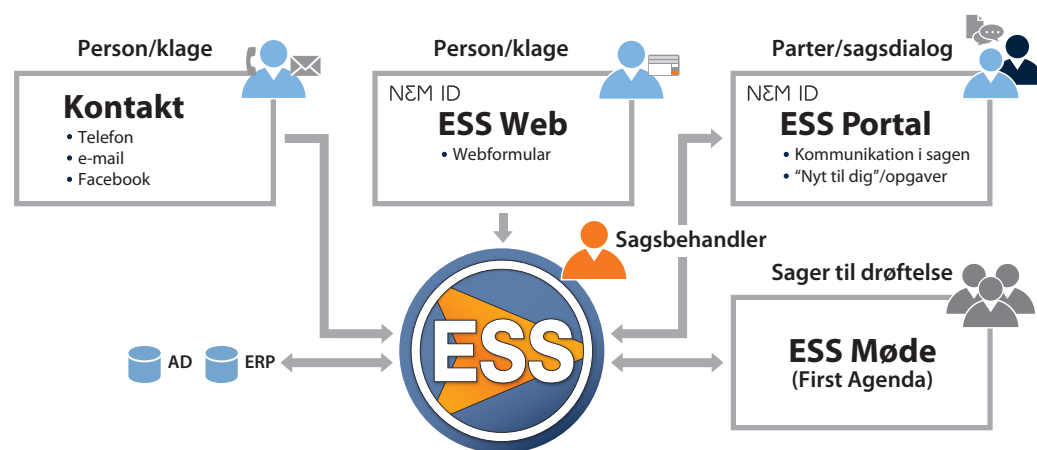 Person/klage
Kontakt
• Telefon
• e-mail
• Facebook
Person/klage
NEM ID
ESS Web
• Webformular
Parter/sagsdialog
NEM ID
ESS Portal
• Kommunikation i sagen
• “Nyt til dig”/opgaver
Sagsbehandler
ESS
AD
ERP
Sager til drøftelse
ESS Møde
(First Agenda)